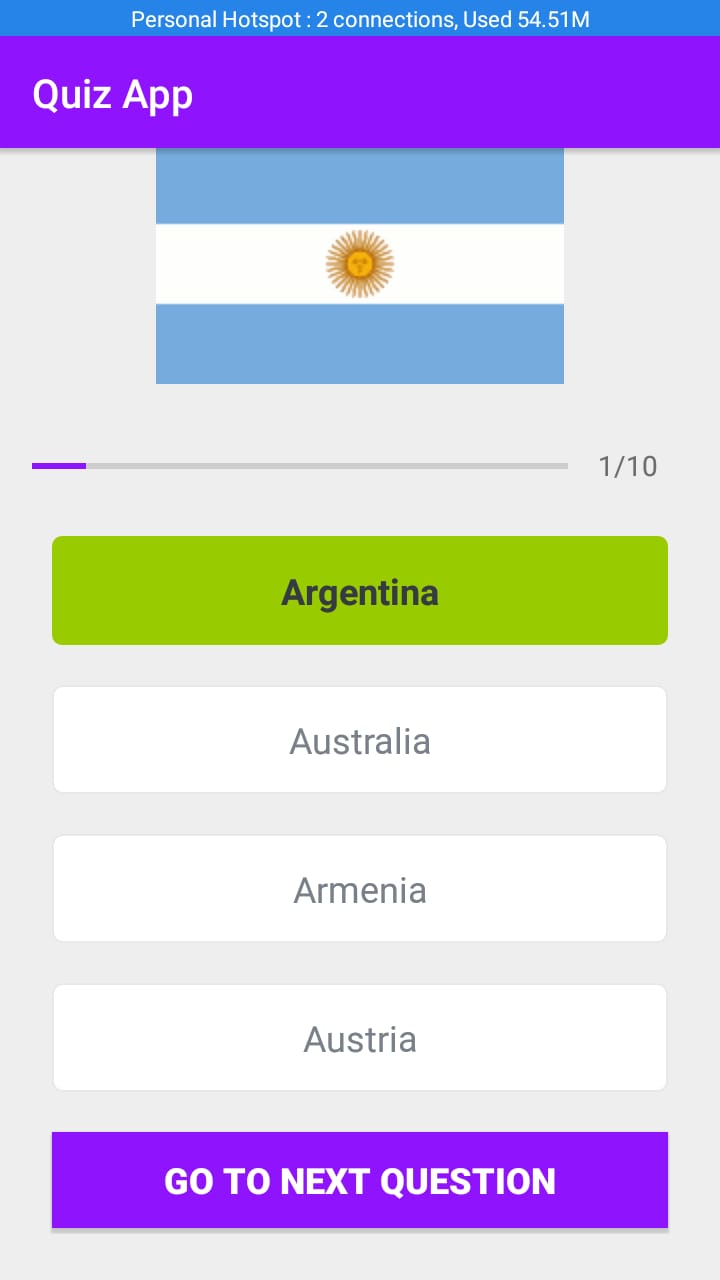 Personal Hotspot : 2 connections, Used 54.51M
Quiz App
1/10
Argentina
Australia
Armenia
Austria
GO TO NEXT QUESTION